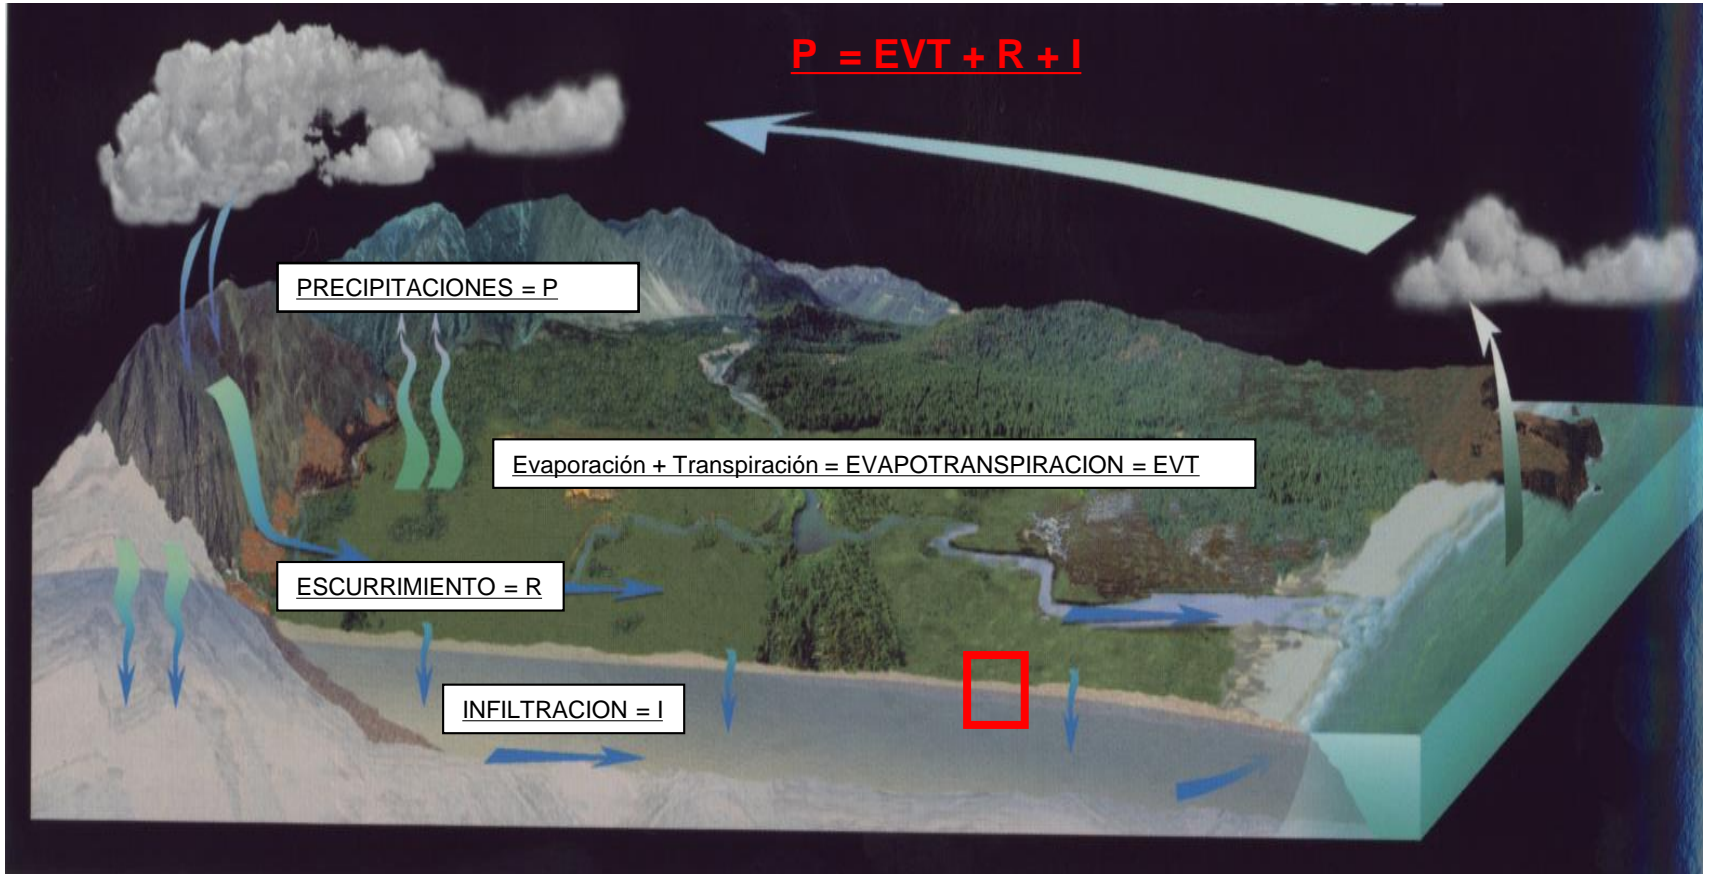 P = EVT + R + I
PRECIPITACIONES = P
Evaporación + Transpiración = EVAPOTRANSPIRACION = EVT
ESCURRIMIENTO = R
INFILTRACION = I